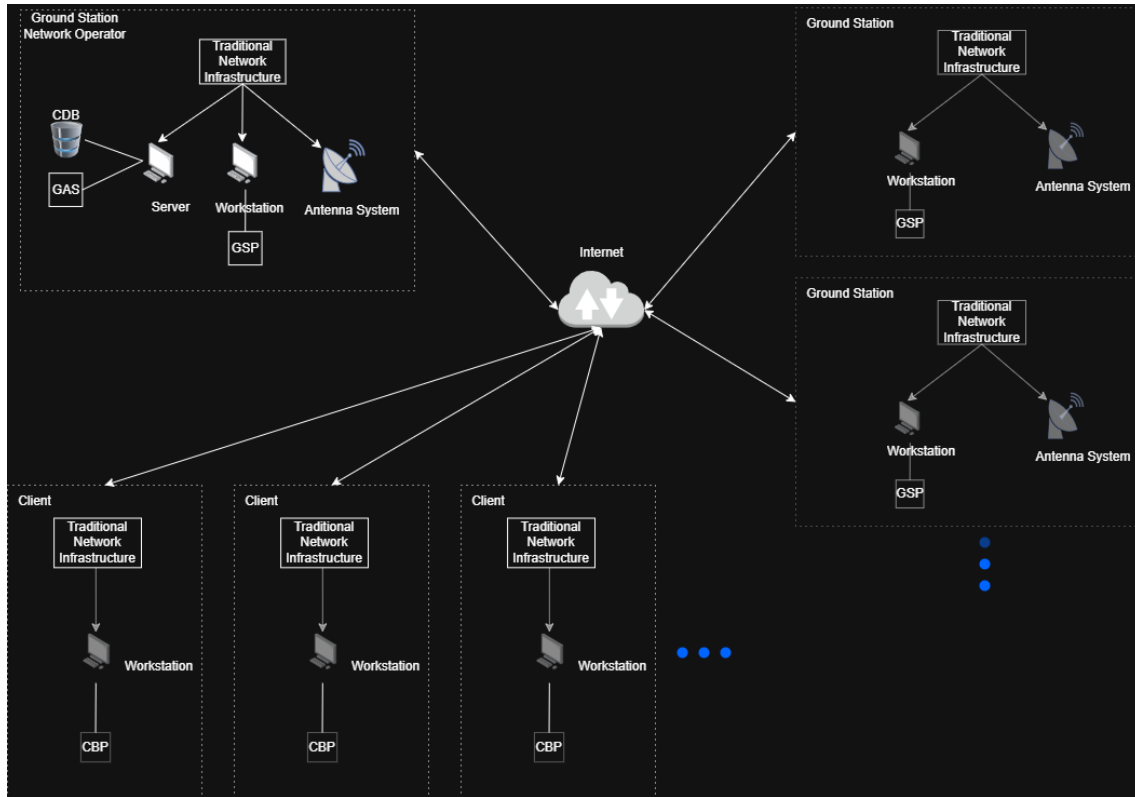 Ground Station
Network Operator
Traditional
Network
Infrastructure
CDB
GAS
Server
Workstation
Antenna System
GSP
Internet
Ground Station
Traditional
Network
Infrastructure
Workstation
Antenna System
GSP
Ground Station
Traditional
Network
Infrastructure
Workstation
Antenna System
GSP
Client
Traditional
Network
Infrastructure
Workstation
CBP
Client
Traditional
Network
Infrastructure
Workstation
CBP
Client
Traditional
Network
Infrastructure
Workstation
CBP